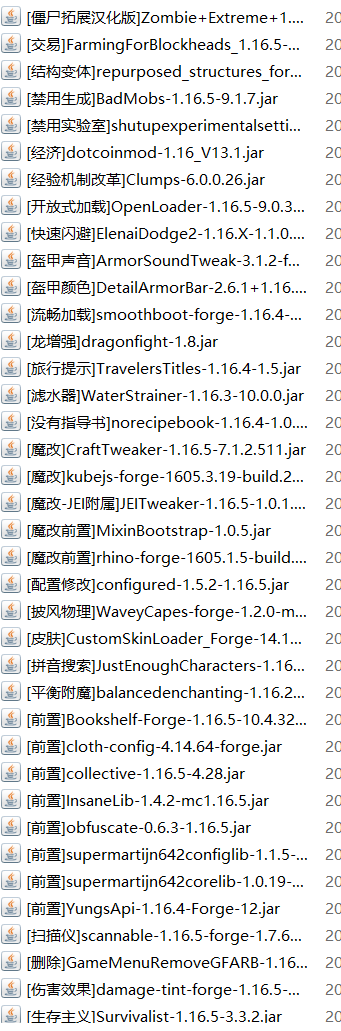 [僵尸拓展汉化版]Zombie+Extreme+1....
[交易]FarmingForBlockheads_1.16.5-...
20
[结构变体]repurposed_structures_for...
20
[禁用生成]BadMobs-1.16.5-9.1.7.jar
20
[禁用实验室]shutupexperimentalsetti...
20
[经济]dotcoinmod-1.16_V13.1.jar
20
[经验机制改革]Clumps-6.0.0.26.jar
20
[开放式加载]OpenLoader-1.16.5-9.0.3...
20
[快速闪避]ElenaiDodge2-1.16.X-1.1.0....
20
[盔甲声音]ArmorSoundTweak-3.1.2-f...
20
[盔甲颜色]DetailArmorBar-2.6.1+1.16....
20
[流畅加载]smoothboot-forge-1.16.4-...
20
[龙增强]dragonfight-1.8.jar
20
[旅行提示]TravelersTitles-1.16.4-1.5.jar
20
[滤水器]WaterStrainer-1.16.3-10.0.0.jar
20
[没有指导书]norecipebook-1.16.4-1.0....
20
[魔改]CraftTweaker-1.16.5-7.1.2.511.jar
20
[魔改]kubejs-forge-1605.3.19-build.2...
20
[魔改-JEI附属]JEITweaker-1.16.5-1.0.1....
20
[魔改前置]MixinBootstrap-1.0.5.jar
20
[魔改前置]rhino-forge-1605.1.5-build....
20
[配置修改]configured-1.5.2-1.16.5.jar
20
[披风物理]WaveyCapes-forge-1.2.0-m...
20
[皮肤]CustomSkinLoader_Forge-14.1...
20
[拼音搜索]JustEnoughCharacters-1.16...
20
[平衡附魔]balancedenchanting-1.16.2...
20
[前置]Bookshelf-Forge-1.16.5-10.4.32...
20
[前置]cloth-config-4.14.64-forge.jar
20
[前置]collective-1.16.5-4.28.jar
20
[前置]InsaneLib-1.4.2-mc1.16.5.jar
20
[前置]obfuscate-0.6.3-1.16.5.jar
20
[前置]supermartijn642configlib-1.1.5-...
20
[前置]supermartijn642corelib-1.0.19-...
20
[前置]YungsApi-1.16.4-Forge-12.jar
20
[扫描仪]scannable-1.16.5-forge-1.7.6...
20
[删除]GameMenuRemoveGFARB-1.16...
20
[伤害效果]damage-tint-forge-1.16.5-...
20
[生存主义]Survivalist-1.16.5-3.3.2.jar
20